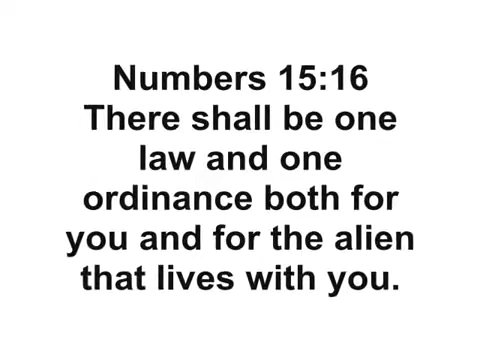 Numbers 15:16
There shall be one
law and one
ordinance both for
you and for the alien
that lives with you.